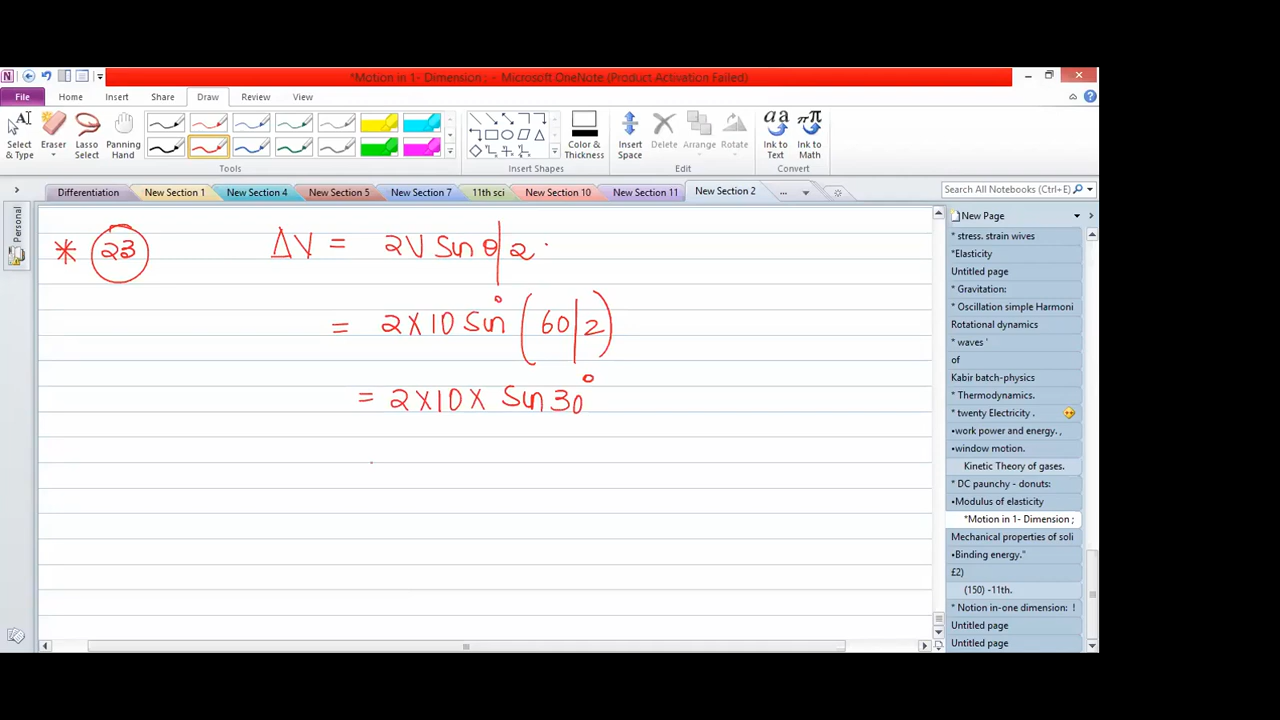 *Motion in 1- Dimension ; - Microsoft OneNote (Product Activation Failed)
File Home Insert Share Draw Review View
Select & Type
Eraser
Lasso Select
Panning Hand
Color & Thickness
Insert Space
Delete
Arrange
Rotate
Ink to Text
Ink to Math
Tools
Insert Shapes
Edit
Convert
Differentiation New Section 1 New Section 4 New Section 5 New Section 7 11th sci New Section 10 New Section 11 New Section 2 ...
Search All Notebooks (Ctrl+E)
Personal
* 23 ΔV = 2V Sin θ/2
= 2×10 Sin° (60/2)
= 2×10× Sin 30°
New Page
* stress. strain wives
*Elasticity
Untitled page
* Gravitation:
* Oscillation simple Harmoni
Rotational dynamics
* waves '
of
Kabir batch-physics
* Thermodynamics.
* twenty Electricity .
•work power and energy. ,
•window motion.
Kinetic Theory of gases.
* DC paunchy - donuts:
•Modulus of elasticity
*Motion in 1- Dimension ;
Mechanical properties of soli
•Binding energy."
£2)
(150) -11th.
* Notion in-one dimension: !
Untitled page
Untitled page